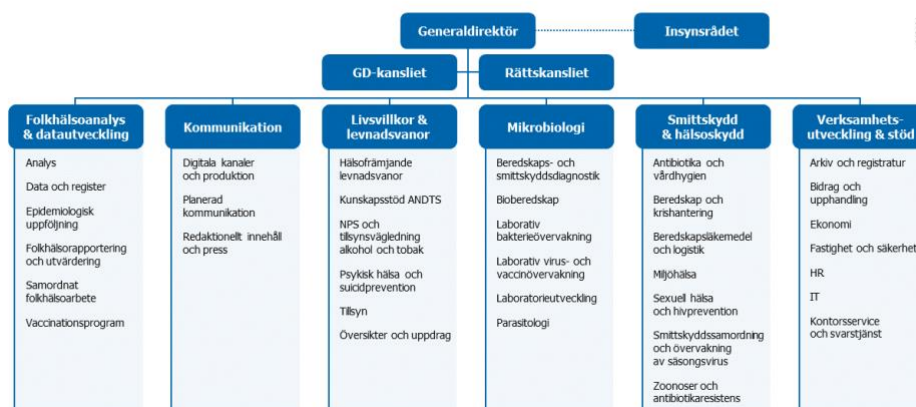 Generaldirektör
Insynsrådet
GD-kansliet
Rättskansliet
Folkhälsoanalys
& datautveckling
Analys
Data och register
Epidemiologisk
uppföljning
Folkhälsorapportering
och utvärdering
Samordnat
folkhälsoarbete
Vaccinationsprogram
Kommunikation
Digitala kanaler
och produktion
Planerad
kommunikation
Redaktionellt innehåll
och press
Livsvillkor &
levnadsvanor
Hälsofrämjande
levnadsvanor
Kunskapsstöd ANDTS
NPS och
tillsynsvägledning
alkohol och tobak
Psykisk hälsa och
suicidprevention
Tillsyn
Översikter och uppdrag
Mikrobiologi
Beredskaps- och
smittskyddsdiagnostik
Bioberedskap
Laborativ
bakterieövervakning
Laborativ virus- och
vaccinövervakning
Laboratorieutveckling
Parasitologi
Smittskydd
& hälsoskydd
Antibiotika och
vårdhygien
Beredskap och
krishantering
Beredskapsläkemedel
och logistik
Miljöhälsa
Sexuell hälsa
och hivprevention
Smittskyddssamordning
och övervakning
av säsongsvirus
Zoonoser och
antibiotikaresistens
Verksamhets-
utveckling & stöd
Arkiv och registratur
Bidrag och
upphandling
Ekonomi
Fastighet och säkerhet
HR
IT
Kontorsservice
och svarstjänst